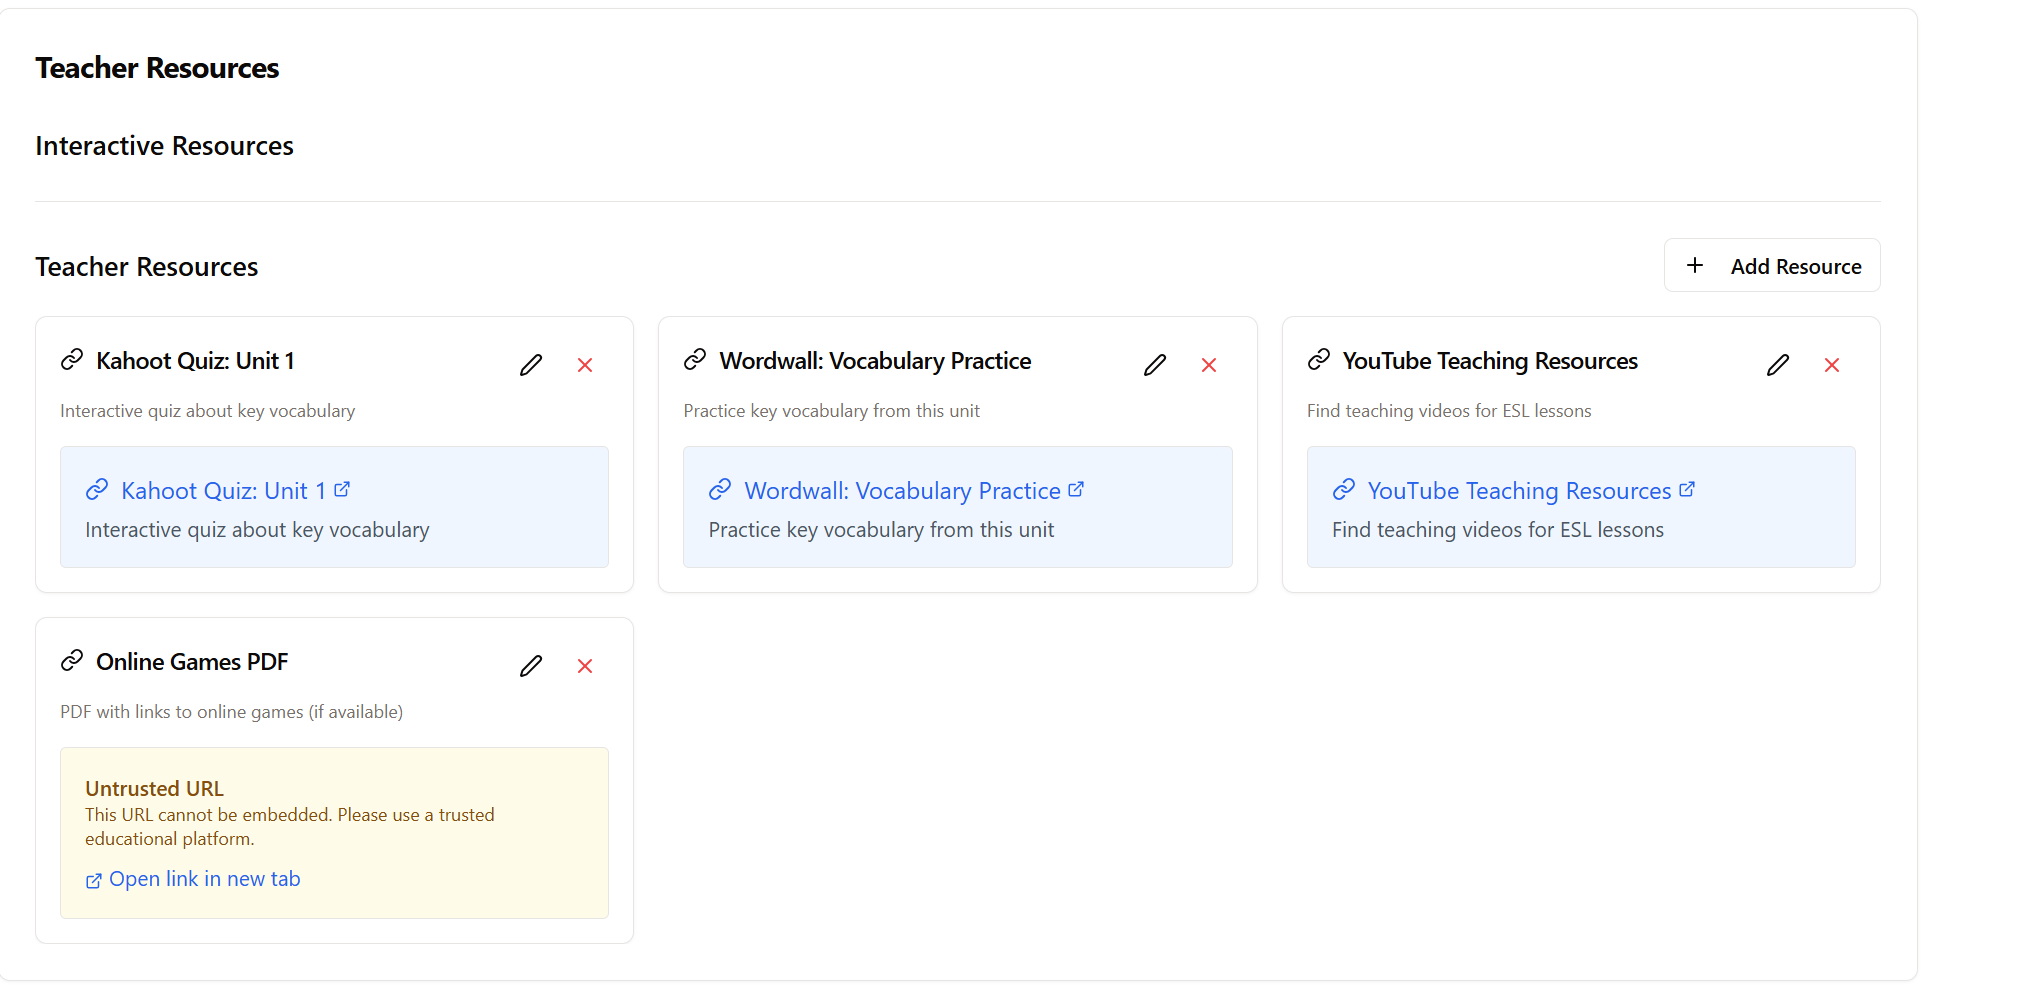 Teacher Resources
Interactive Resources
Teacher Resources
Add Resource
Kahoot Quiz: Unit 1
Interactive quiz about key vocabulary
Kahoot Quiz: Unit 1
Interactive quiz about key vocabulary
Wordwall: Vocabulary Practice
Practice key vocabulary from this unit
Wordwall: Vocabulary Practice
Practice key vocabulary from this unit
YouTube Teaching Resources
Find teaching videos for ESL lessons
YouTube Teaching Resources
Find teaching videos for ESL lessons
Online Games PDF
PDF with links to online games (if available)
Untrusted URL
This URL cannot be embedded. Please use a trusted
educational platform.
Open link in new tab